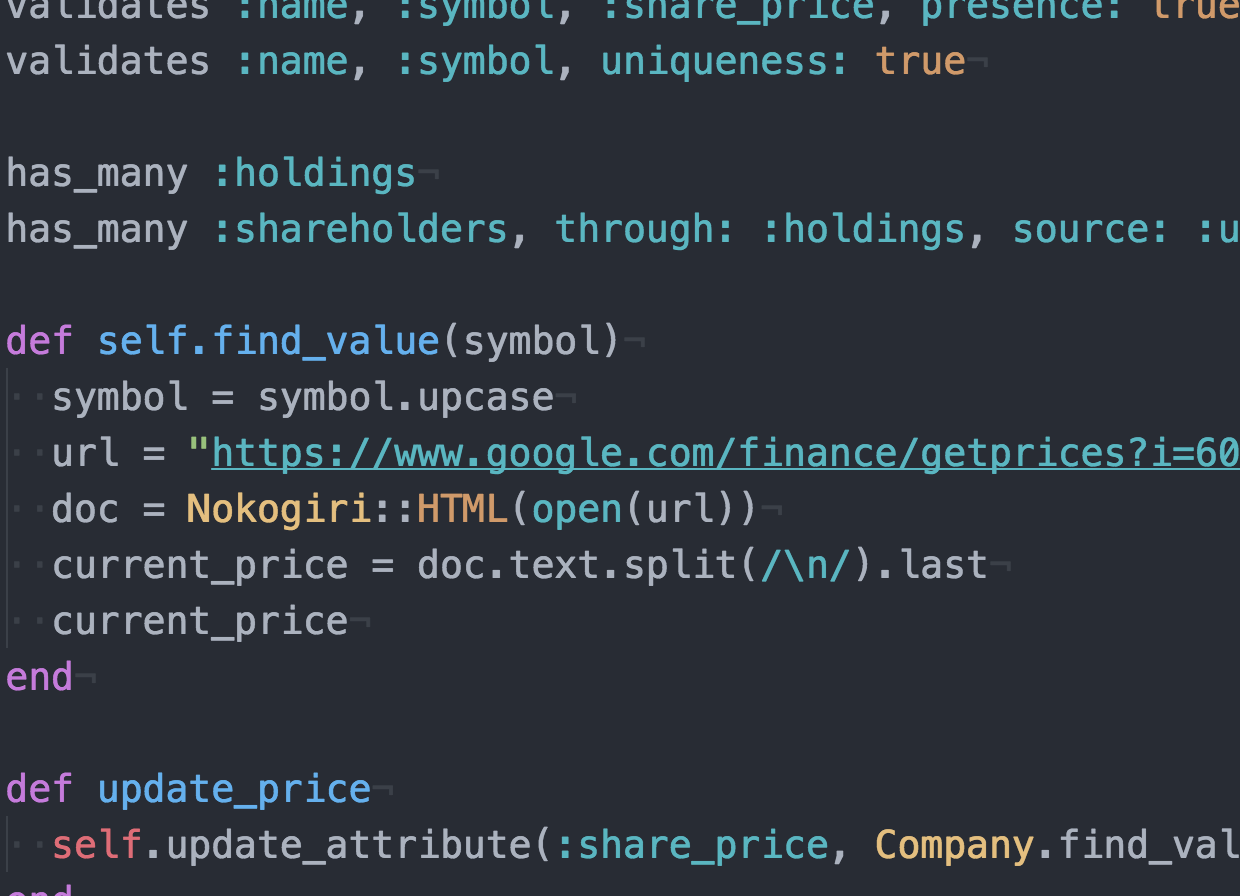 validates :name, :symbol, :share_price, presence: true
validates :name, :symbol, uniqueness: true¬
has_many :holdings¬
has_many :shareholders, through: :holdings, source: :u
def self.find_value(symbol)¬
··symbol = symbol.upcase¬
··url = "https://www.google.com/finance/getprices?i=60
··doc = Nokogiri::HTML(open(url))¬
··current_price = doc.text.split(/\n/).last¬
··current_price¬
end¬
def update_price¬
··self.update_attribute(:share_price, Company.find_val
end